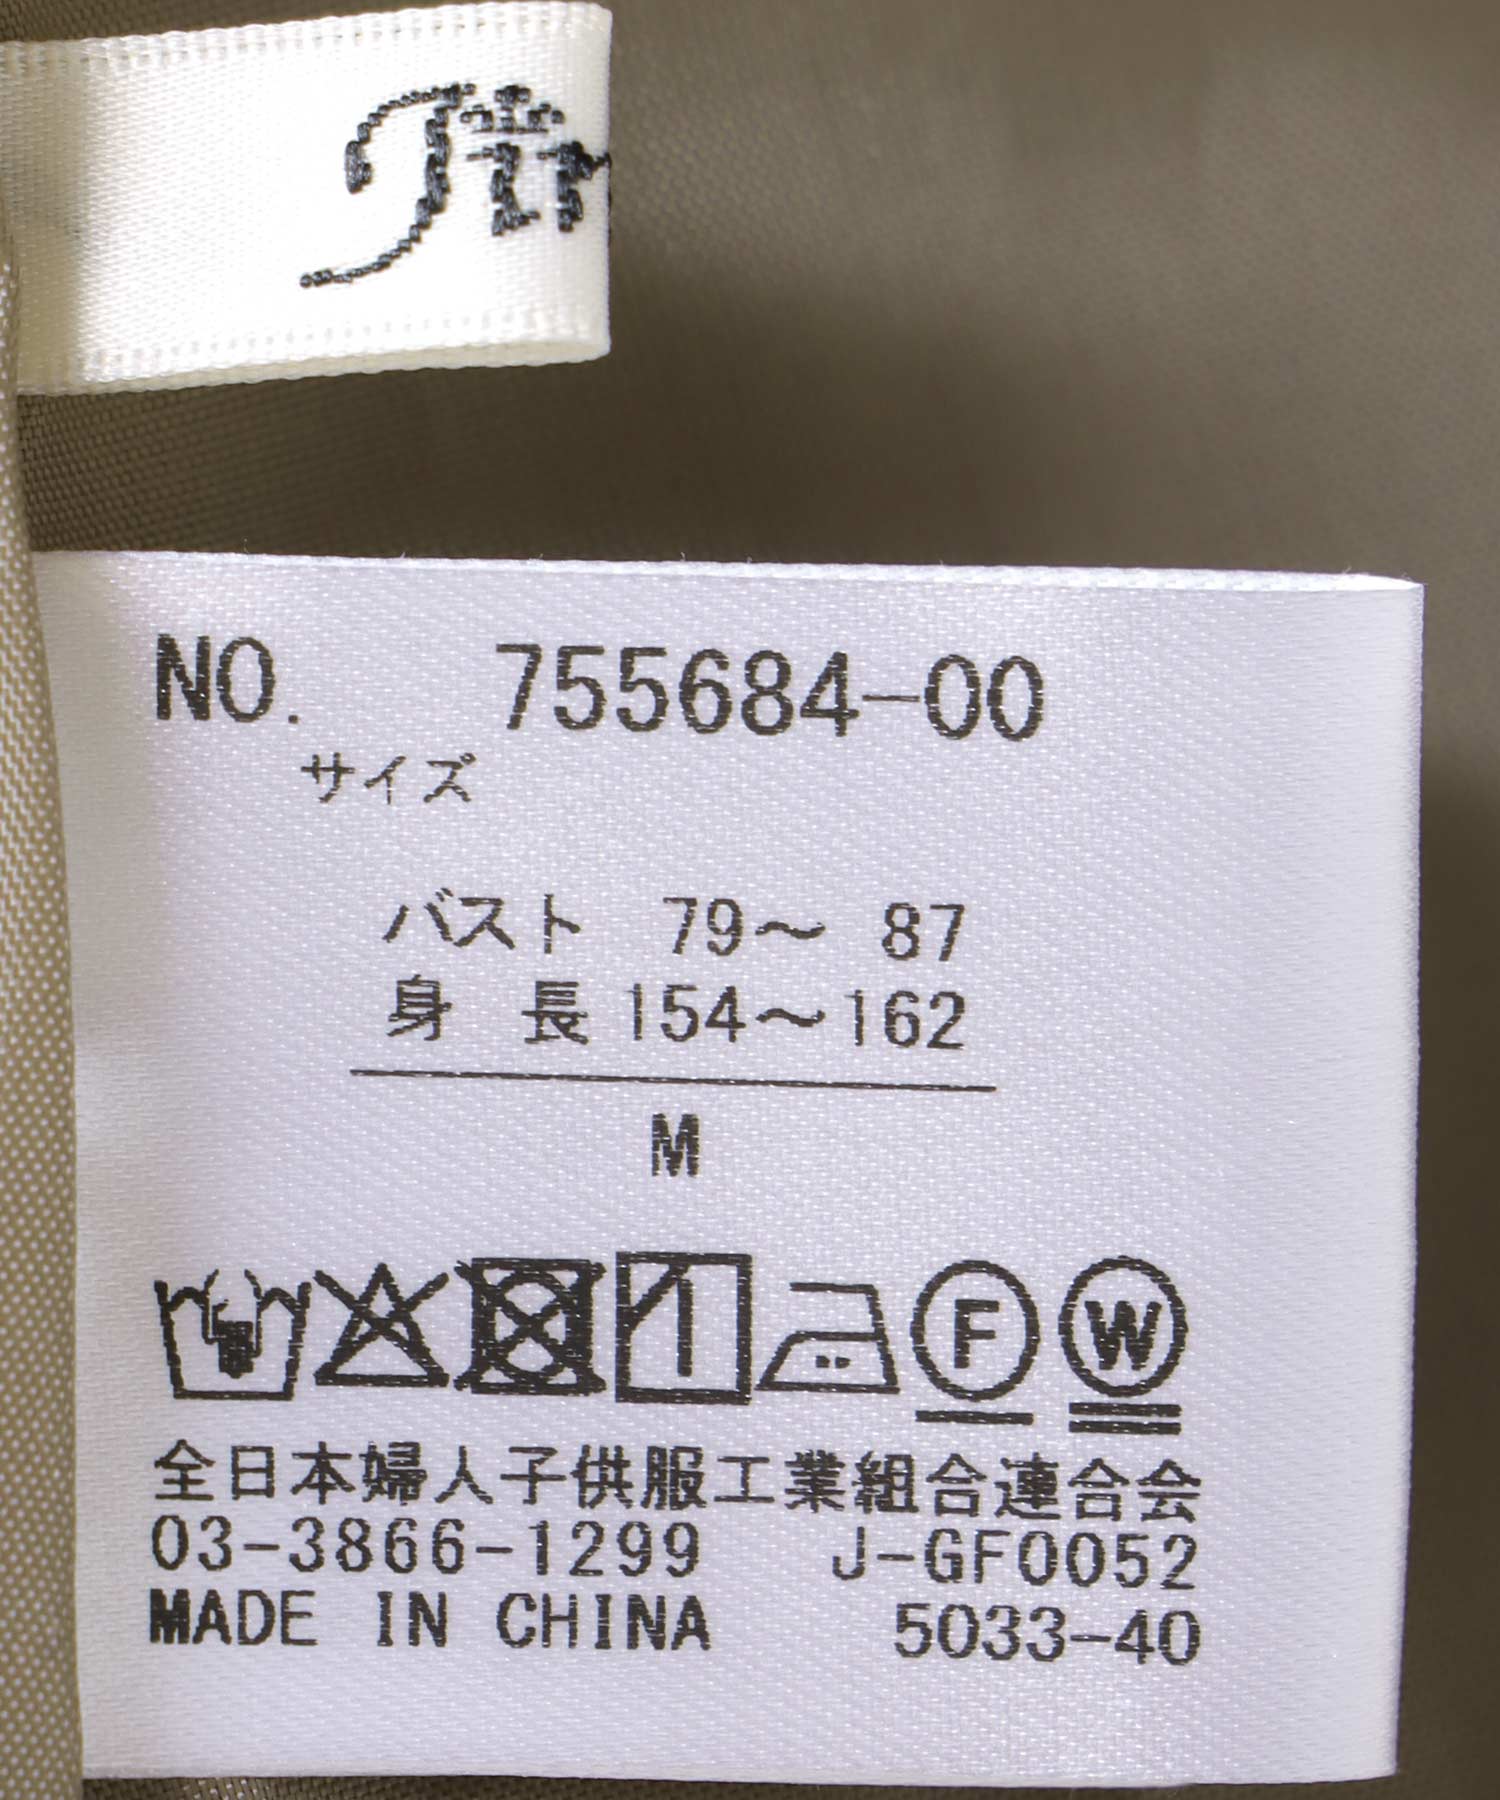 NO. 755684-00
サイズ
バスト 79～ 87
身 長 154～162
M
F W
全日本婦人子供服工業組合連合会
03-3866-1299 J-GF0052
MADE IN CHINA 5033-40